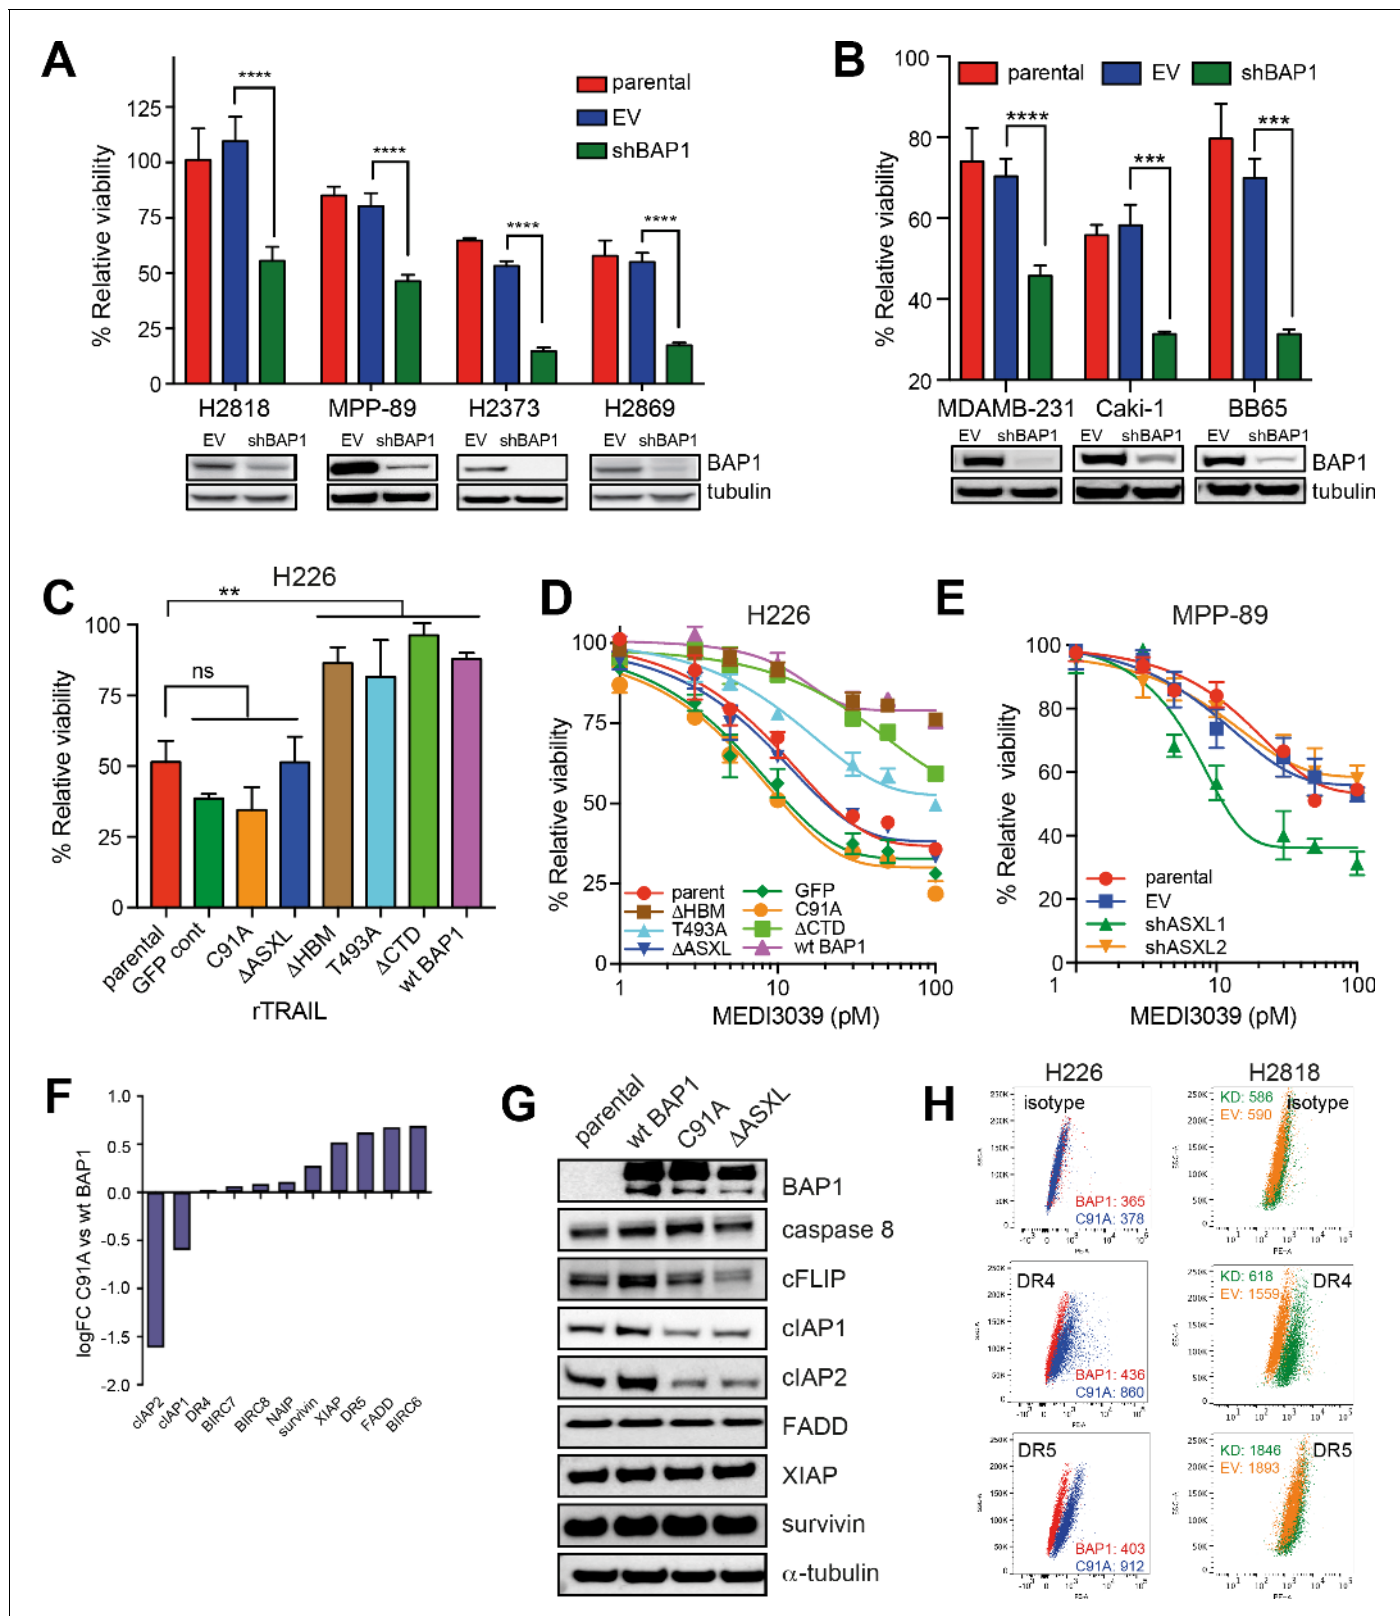 A
% Relative viability
125
100
75
50
25
0
****
****
****
****
parental
EV
shBAP1
H2818
MPP-89
H2373
H2869
EV shBAP1
EV shBAP1
EV shBAP1
EV shBAP1
BAP1
tubulin
B
% Relative viability
100
80
60
40
20
parental
EV
shBAP1
****
***
***
MDAMB-231
Caki-1
BB65
EV shBAP1
EV shBAP1
EV shBAP1
BAP1
tubulin
C
H226
**
ns
% Relative viability
100
75
50
25
0
parental
GFP cont
C91A
ΔASXL
ΔHBM
T493A
ΔCTD
wt BAP1
rTRAIL
D
H226
% Relative viability
100
75
50
25
0
parent
ΔHBM
T493A
ΔASXL
GFP
C91A
ΔCTD
wt BAP1
1
10
100
MEDI3039 (pM)
E
MPP-89
% Relative viability
100
80
60
40
20
0
parental
EV
shASXL1
shASXL2
1
10
100
MEDI3039 (pM)
F
logFC C91A vs wt BAP1
1.0
0.5
0.0
-0.5
-1.0
-1.5
-2.0
cIAP2
cIAP1
DR4
BIRC7
BIRC8
NAIP
survivin
XIAP
DR5
FADD
BIRC6
G
parental
wt BAP1
C91A
ΔASXL
BAP1
caspase 8
cFLIP
cIAP1
cIAP2
FADD
XIAP
survivin
α-tubulin
H
H226
H2818
isotype
BAP1: 365
C91A: 378
KD: 586
EV: 590
isotype
DR4
BAP1: 436
C91A: 860
KD: 618
EV: 1559
DR4
DR5
BAP1: 403
C91A: 912
KD: 1846
EV: 1893
DR5